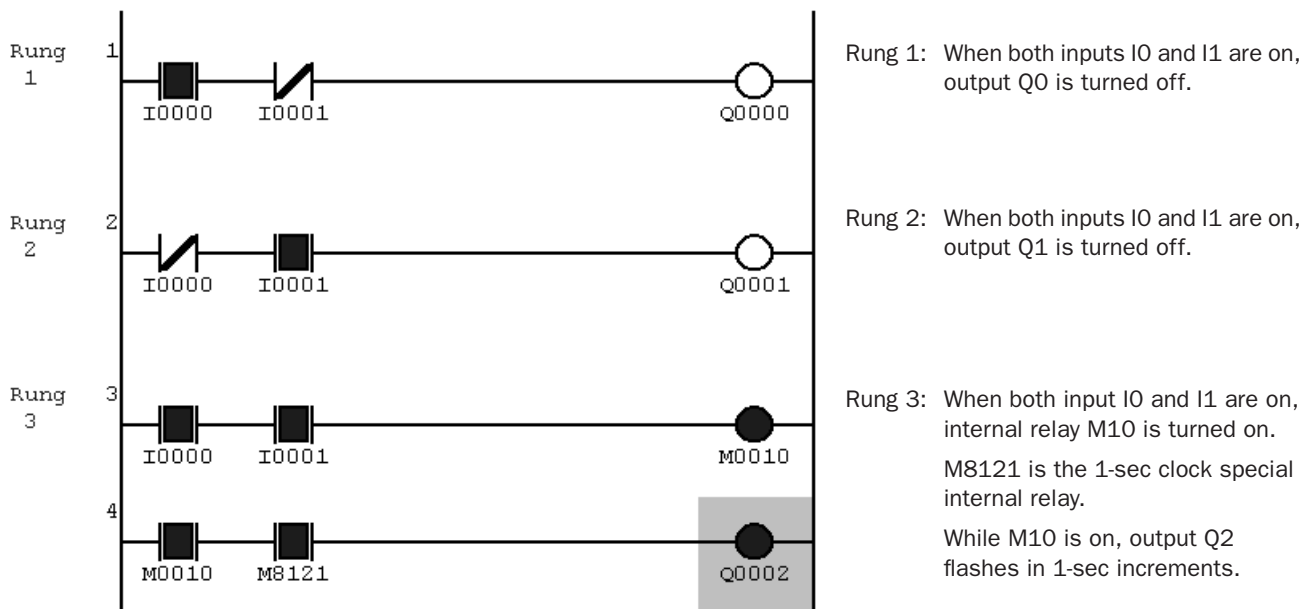 Rung 1
1
I0000 I0001 Q0000
Rung 1: When both inputs I0 and I1 are on,
output Q0 is turned off.
Rung 2
2
I0000 I0001 Q0001
Rung 2: When both inputs I0 and I1 are on,
output Q1 is turned off.
Rung 3
3
I0000 I0001 M0010
4
M0010 M8121 Q0002
Rung 3: When both input I0 and I1 are on,
internal relay M10 is turned on.
M8121 is the 1-sec clock special
internal relay.
While M10 is on, output Q2
flashes in 1-sec increments.